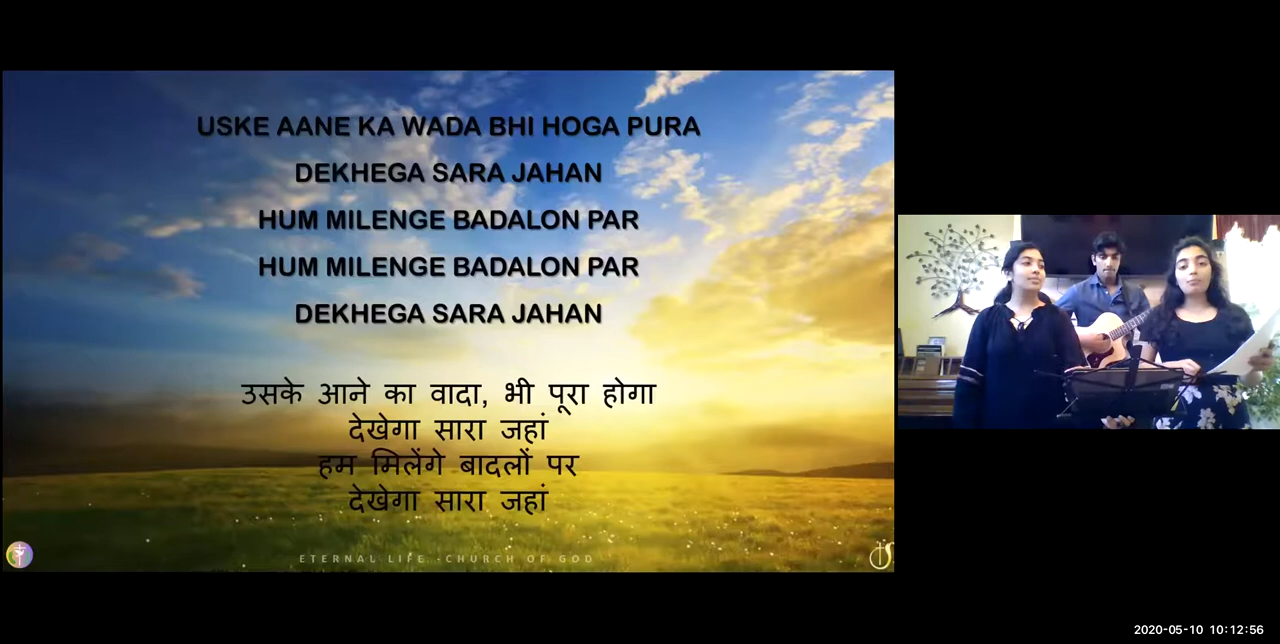 USKE AANE KA WADA BHI HOGA PURA
DEKHEGA SARA JAHAN
HUM MILENGE BADALON PAR
HUM MILENGE BADALON PAR
DEKHEGA SARA JAHAN
उसके आने का वादा, भी पूरा होगा
देखेगा सारा जहां
हम मिलेंगे बादलों पर
देखेगा सारा जहां
ETERNAL LIFE CHURCH OF GOD
2020-05-10 10:12:56